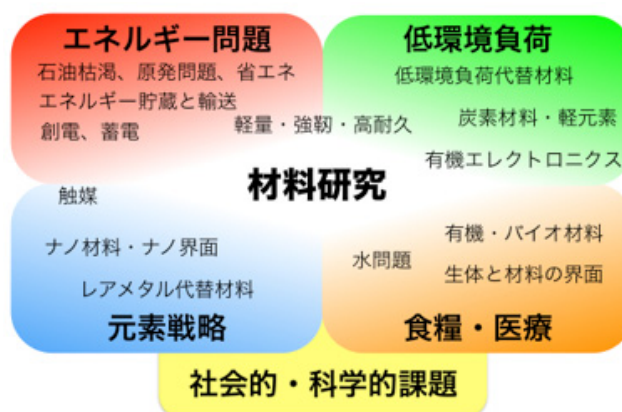 エネルギー問題
石油枯渇、原発問題、省エネ
エネルギー貯蔵と輸送
創電、蓄電
低環境負荷
低環境負荷代替材料
炭素材料・軽元素
有機エレクトロニクス
軽量・強靭・高耐久
材料研究
触媒
ナノ材料・ナノ界面
レアメタル代替材料
元素戦略
水問題
有機・バイオ材料
生体と材料の界面
食糧・医療
社会的・科学的課題